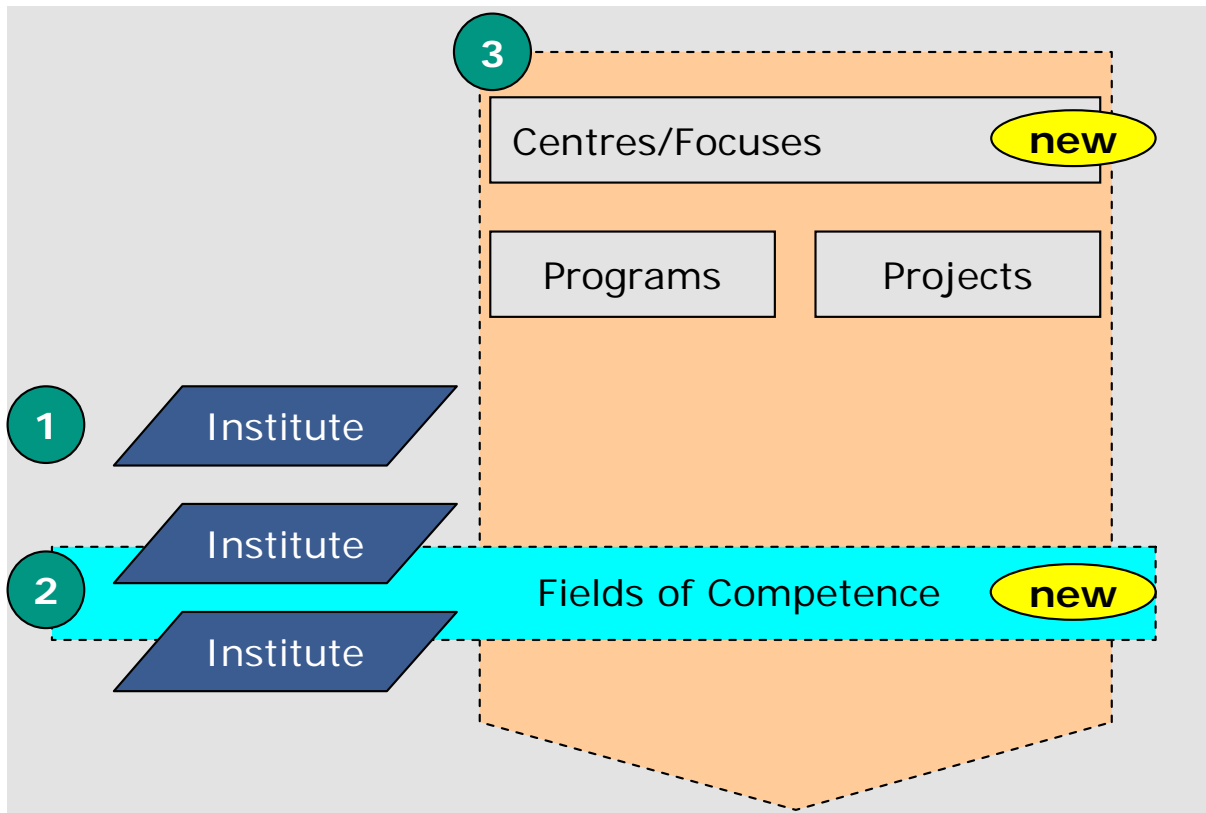 3
Centres/Focuses
new
Programs
Projects
1
Institute
Institute
2
Fields of Competence
new
Institute